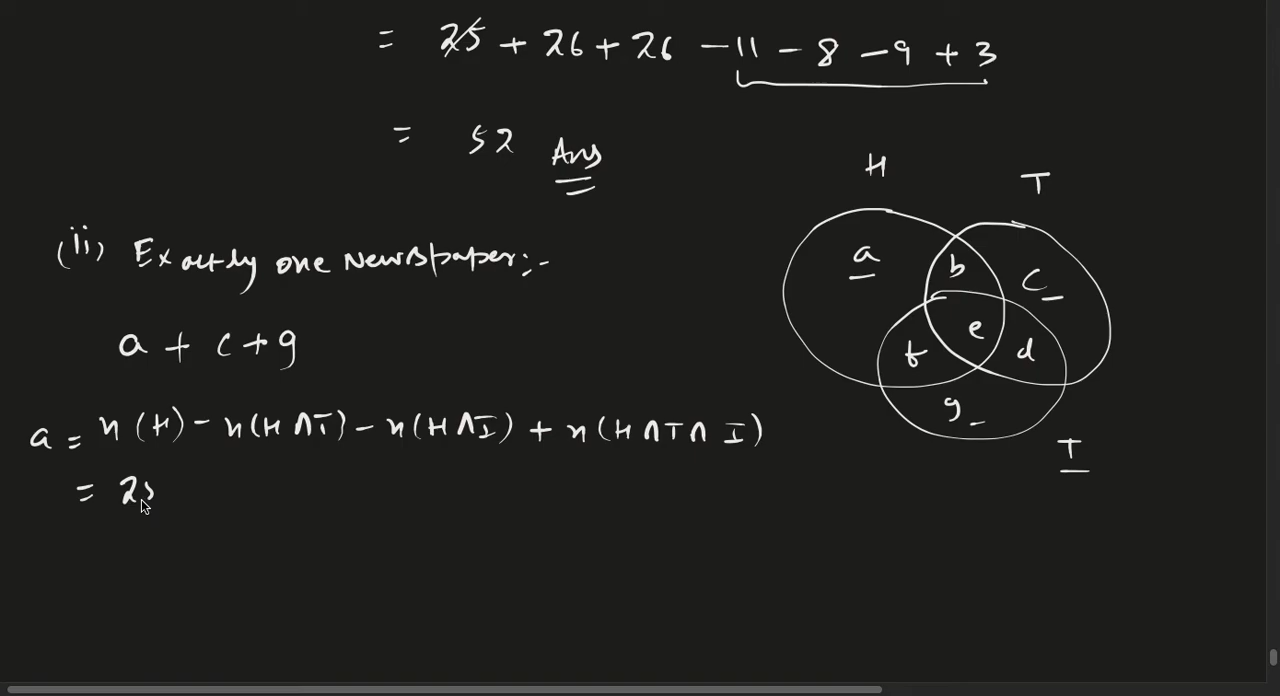 = 25 + 26 + 26 - 11 - 8 - 9 + 3
= 52 Ans
H
T
(ii) Exactly one Newspaper:-
a
b
c
a + c + g
e
f
d
g
a = n (H) - n (H ∩ T) - n (H ∩ I) + n (H ∩ T ∩ I)
T
= 25